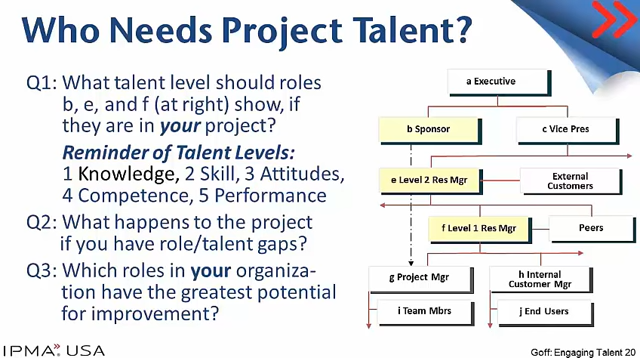 Who Needs Project Talent?
Q1: What talent level should roles
b, e, and f (at right) show, if
they are in your project?
Reminder of Talent Levels:
1 Knowledge, 2 Skill, 3 Attitudes,
4 Competence, 5 Performance
Q2: What happens to the project
if you have role/talent gaps?
Q3: Which roles in your organiza-
tion have the greatest potential
for improvement?
a Executive
b Sponsor
c Vice Pres
e Level 2 Res Mgr
External
Customers
f Level 1 Res Mgr
Peers
g Project Mgr
h Internal
Customer Mgr
i Team Mbrs
j End Users
IPMA USA
Goff: Engaging Talent 20